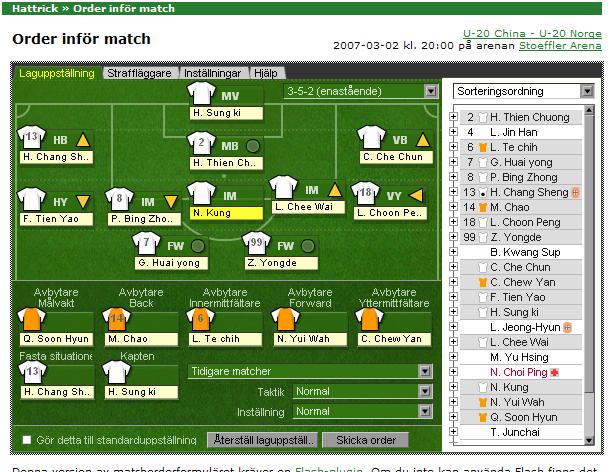 Hattrick » Order inför match
Order inför match
U-20 China - U-20 Norge
2007-03-02 kl. 20:00 på arenan Stoeffler Arena
Laguppställning Straffläggare Inställningar Hjälp
3-5-2 (enastående)
MV
H. Sung ki
13 HB
H. Chang Sh..
2 MB
H. Thien Ch...
VB
C. Che Chun
HY
F. Tien Yao
8 IM
P. Bing Zho..
IM
N. Kung
IM
L. Chee Wai
18 VY
L. Choon Pe..
7 FW
G. Huai yong
99 FW
Z. Yongde
Avbytare Målvakt
Avbytare Back
Avbytare Innermittfältare
Avbytare Forward
Avbytare Yttermittfältare
Q. Soon Hyun
14
M. Chao
6
L. Te chih
N. Yui Wah
C. Chew Yan
Fasta situatione
Kapten
13
H. Chang Sh..
H. Sung ki
Tidigare matcher
Taktik Normal
Inställning Normal
Gör detta till standarduppställning
Återställ laguppställ..
Skicka order
Sorteringsordning
2 H. Thien Chuong
4 L. Jin Han
6 L. Te chih
7 G. Huai yong
8 P. Bing Zhong
13 H. Chang Sheng
14 M. Chao
18 L. Choon Peng
99 Z. Yongde
B. Kwang Sup
C. Che Chun
C. Chew Yan
F. Tien Yao
H. Sung ki
L. Jeong-Hyun
L. Chee Wai
M. Yu Hsing
N. Choi Ping
N. Kung
N. Yui Wah
Q. Soon Hyun
T. Junchai
Denna version av matchorderformuläret kräver en Flash-plugin. Om du inte kan använda Flash finns det